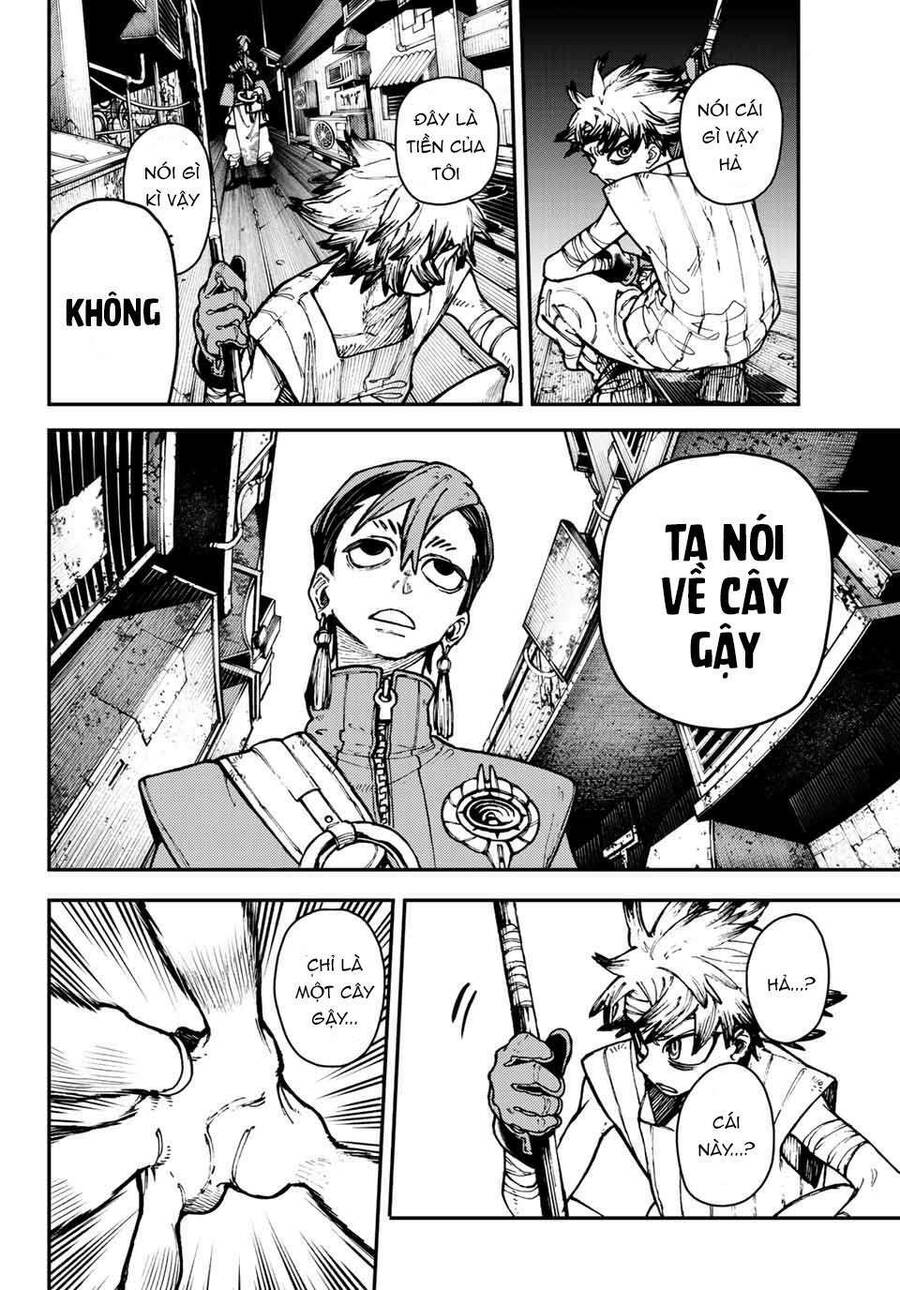 NÓI CÁI
GÌ VẬY
HẢ
ĐÂY LÀ
TIỀN CỦA
TÔI
NÓI GÌ
KÌ VẬY
KHÔNG
TA NÓI
VỀ CÂY
GẬY
HẢ...?
CÁI
NÀY...?
CHỈ LÀ
MỘT CÂY
GẬY...